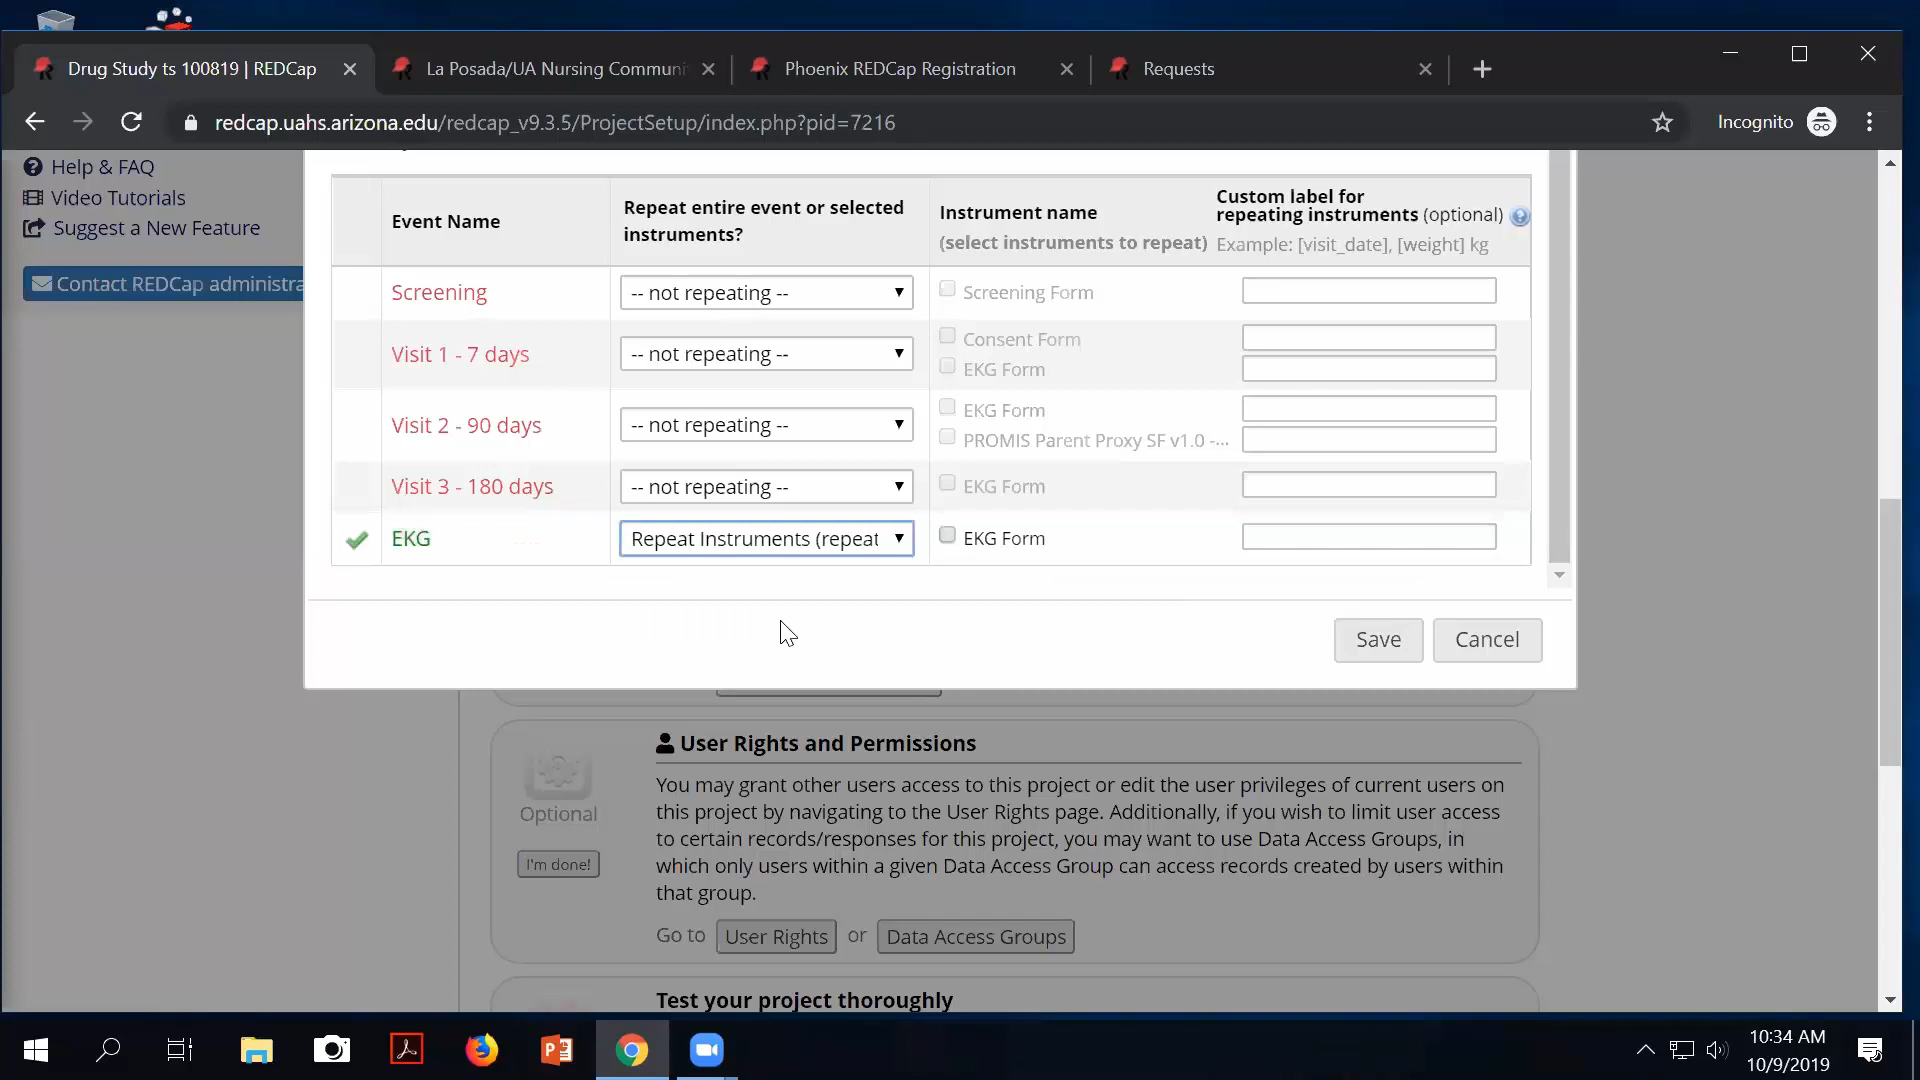 Drug Study ts 100819 | REDCap
La Posada/UA Nursing Commun
Phoenix REDCap Registration
Requests
redcap.uahs.arizona.edu/redcap_v9.3.5/ProjectSetup/index.php?pid=7216
Incognito
Help & FAQ
Video Tutorials
Suggest a New Feature
Contact REDCap administra
Event Name
Repeat entire event or selected
instruments?
Instrument name
(select instruments to repeat)
Custom label for
repeating instruments (optional) ?
Example: [visit_date], [weight] kg
Screening
-- not repeating --
Screening Form
Visit 1 - 7 days
-- not repeating --
Consent Form
EKG Form
Visit 2 - 90 days
-- not repeating --
EKG Form
PROMIS Parent Proxy SF v1.0 -...
Visit 3 - 180 days
-- not repeating --
EKG Form
EKG
Repeat Instruments (repeat
EKG Form
Save
Cancel
Optional
I'm done!
User Rights and Permissions
You may grant other users access to this project or edit the user privileges of current users on
this project by navigating to the User Rights page. Additionally, if you wish to limit user access
to certain records/responses for this project, you may want to use Data Access Groups, in
which only users within a given Data Access Group can access records created by users within
that group.
Go to User Rights or Data Access Groups
Test your project thoroughly
10:34 AM
10/9/2019